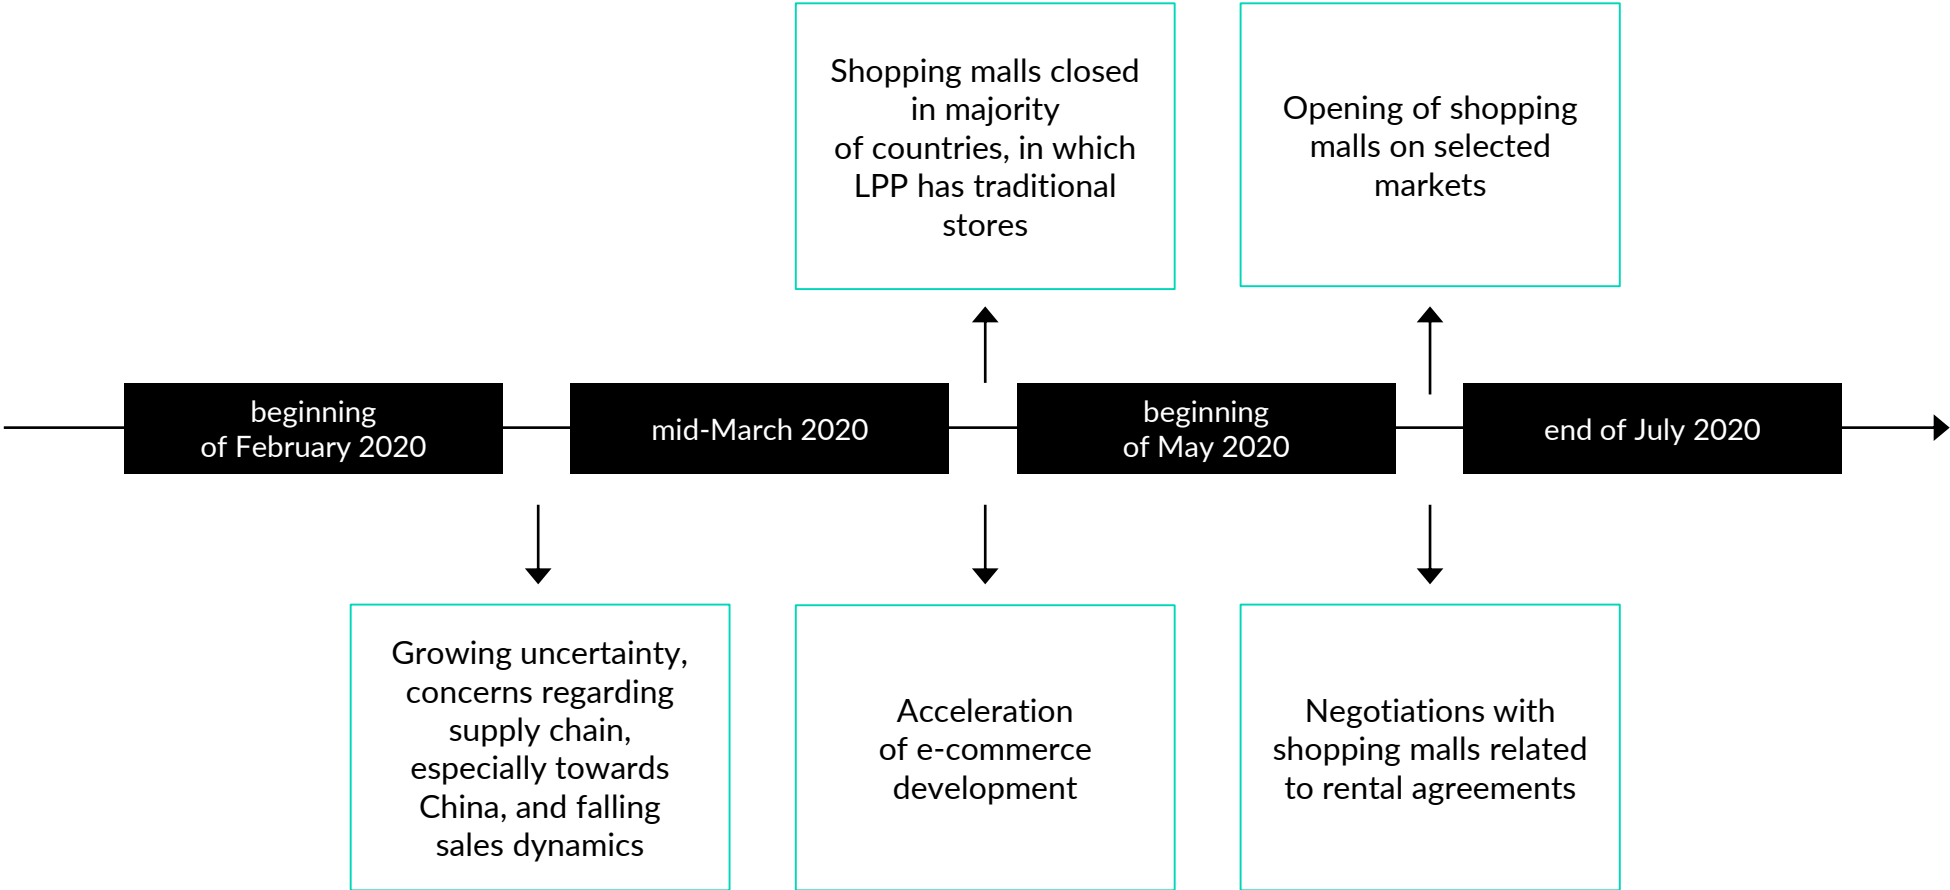 Shopping malls closed
in majority
of countries, in which
LPP has traditional
stores
Opening of shopping
malls on selected
markets
beginning
of February 2020
mid-March 2020
beginning
of May 2020
end of July 2020
Growing uncertainty,
concerns regarding
supply chain,
especially towards
China, and falling
sales dynamics
Acceleration
of e-commerce
development
Negotiations with
shopping malls related
to rental agreements